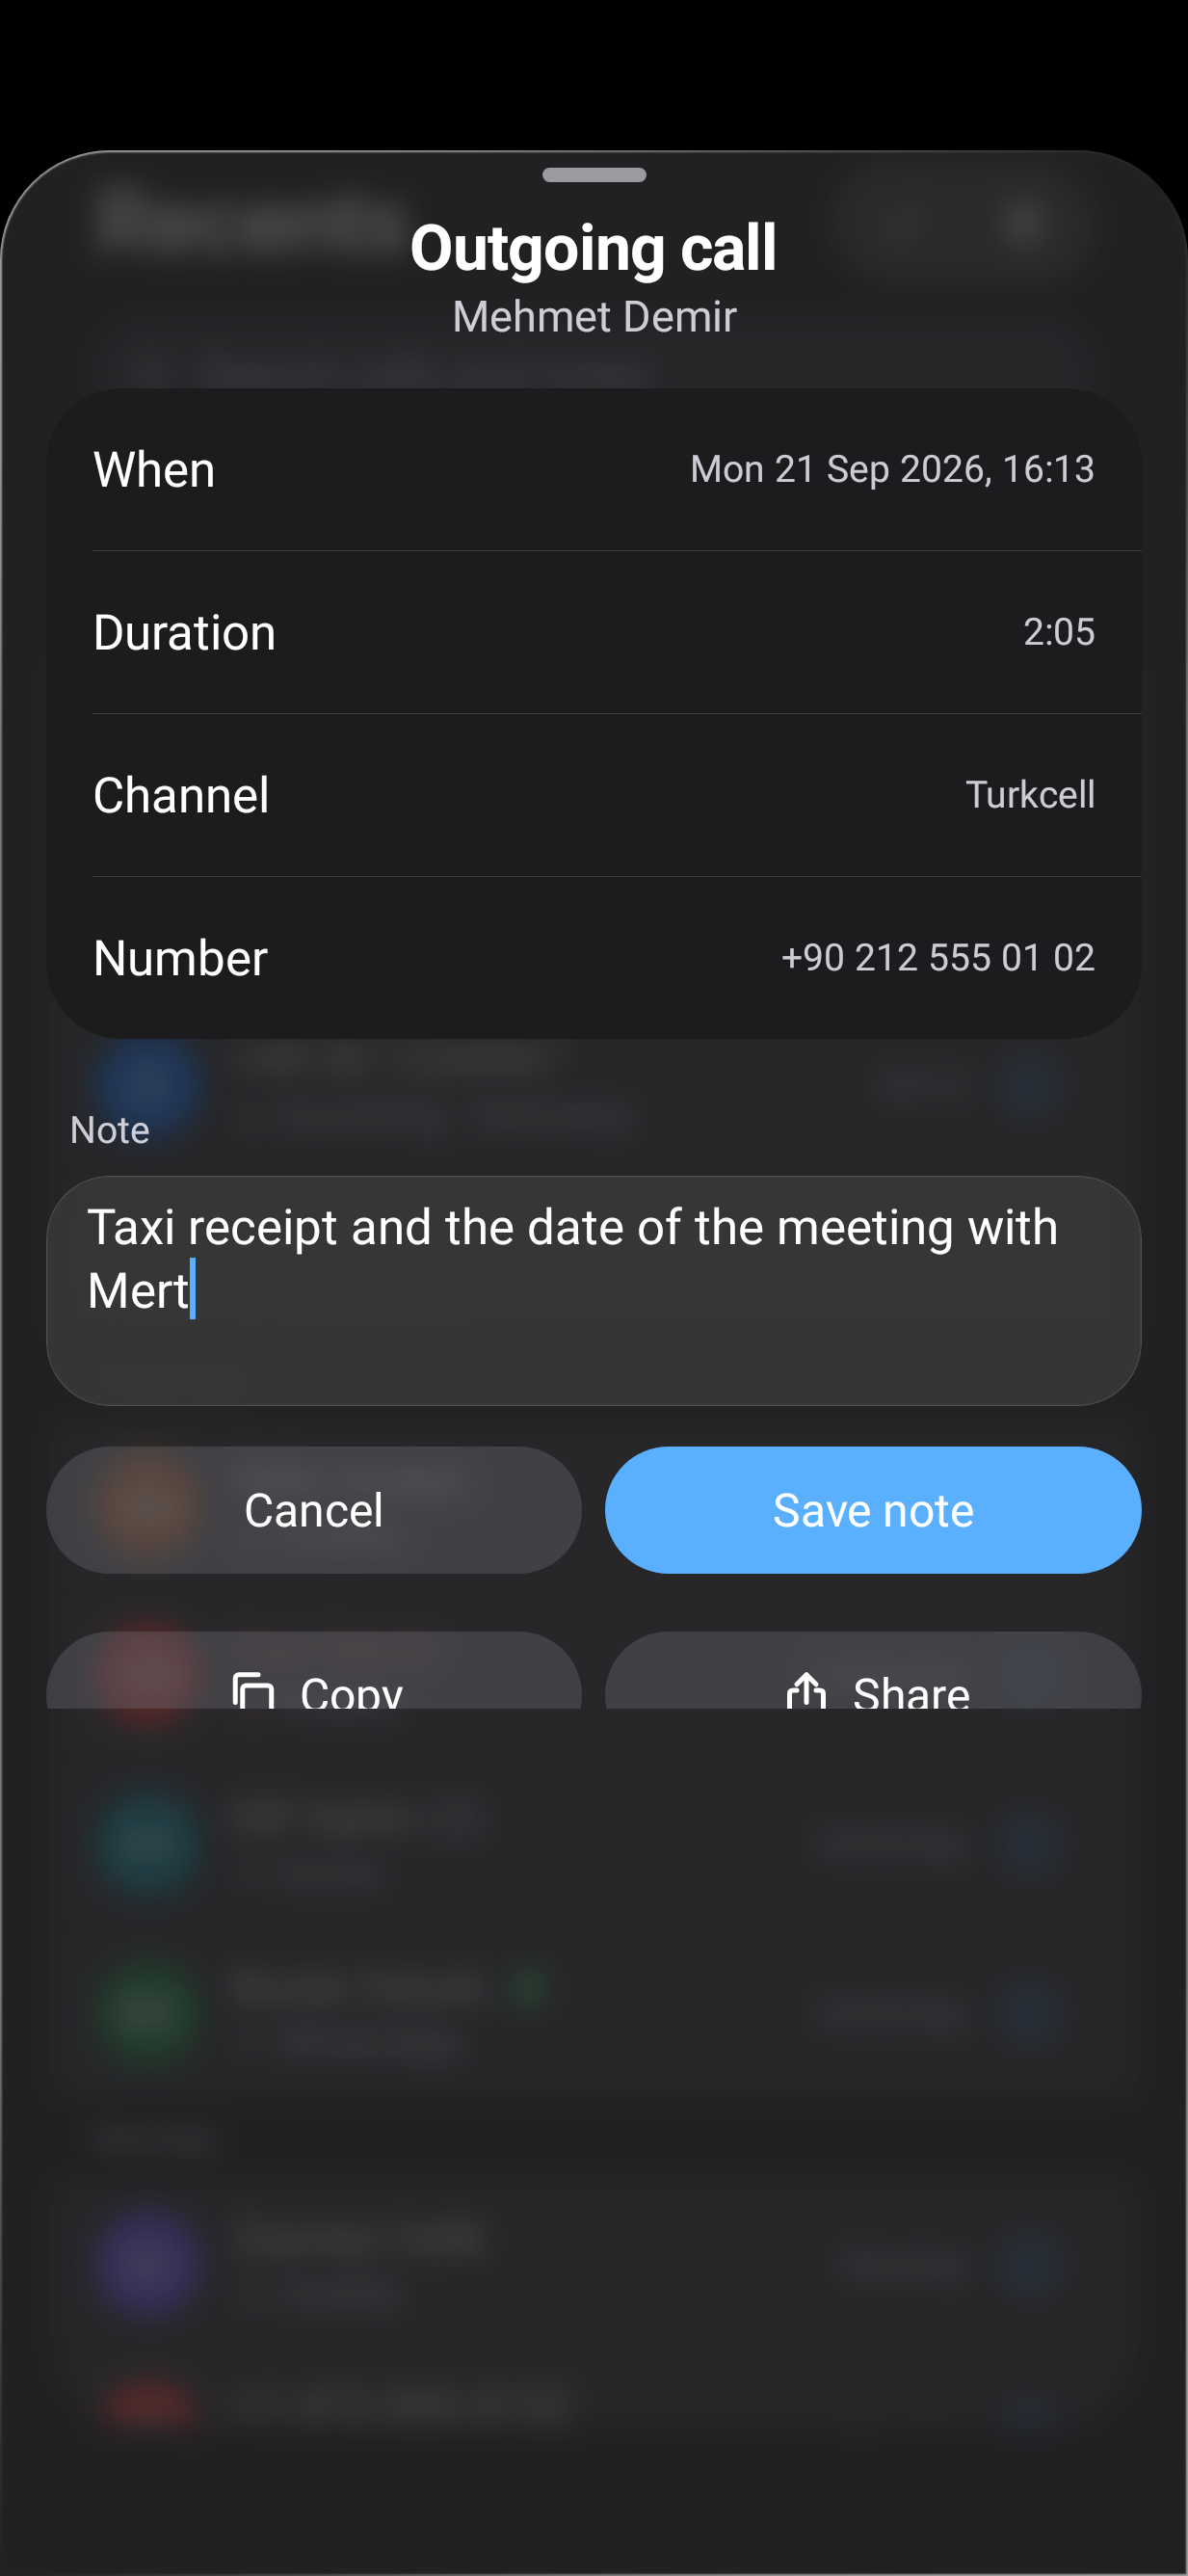 Recents
Outgoing call
Mehmet Demir
When
Mon 21 Sep 2026, 16:13
Duration
2:05
Channel
Turkcell
Number
+90 212 555 01 02
Note
Taxi receipt and the date of the meeting with
Mert
Cancel
Save note
Copy
Share